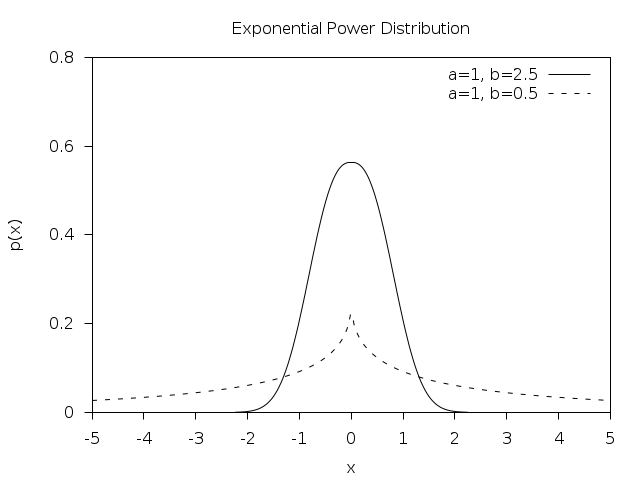 Exponential Power Distribution
0.8
a=1, b=2.5
a=1, b=0.5
0.6
p(x)
0.4
0.2
0
-5 -4 -3 -2 -1 0 1 2 3 4 5
x